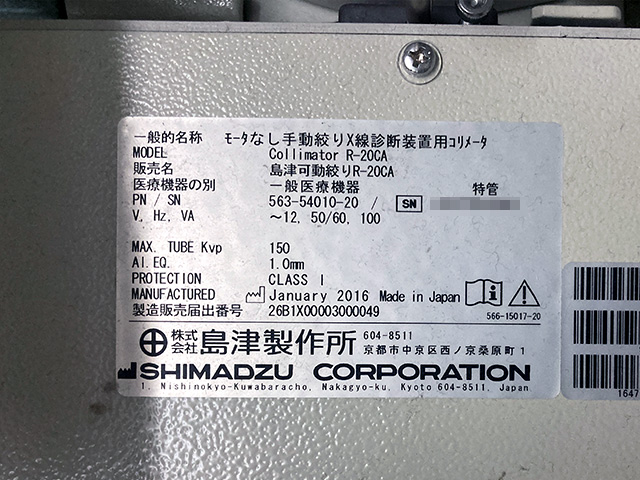 一般的名称 モータなし手動絞りX線診断装置用コリメータ
MODEL Collimator R-20CA
販売名 島津可動絞りR-20CA
医療機器の別 一般医療機器 特管
PN / SN 563-54010-20 / SN
V, Hz, VA ~12, 50/60, 100
MAX. TUBE Kvp 150
Al. EQ. 1.0mm
PROTECTION CLASS I
MANUFACTURED January 2016 Made in Japan
製造販売届出番号 26B1X00003000049
566-15017-20
株式会社 島津製作所 604-8511
京都市中京区西ノ京桑原町1
SHIMADZU CORPORATION
1, Nishinokyo-Kuwabaracho, Nakagyo-ku, Kyoto 604-8511, Japan
1647